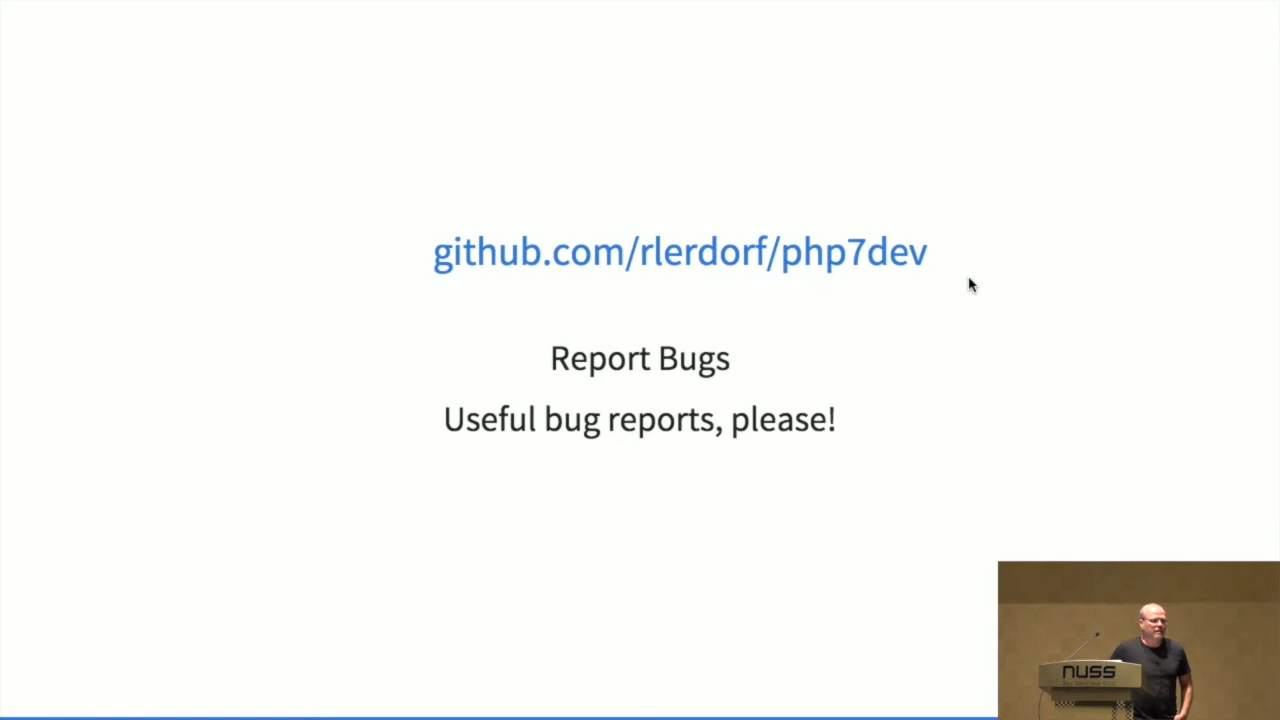 github.com/rlerdorf/php7dev
Report Bugs
Useful bug reports, please!
nuss